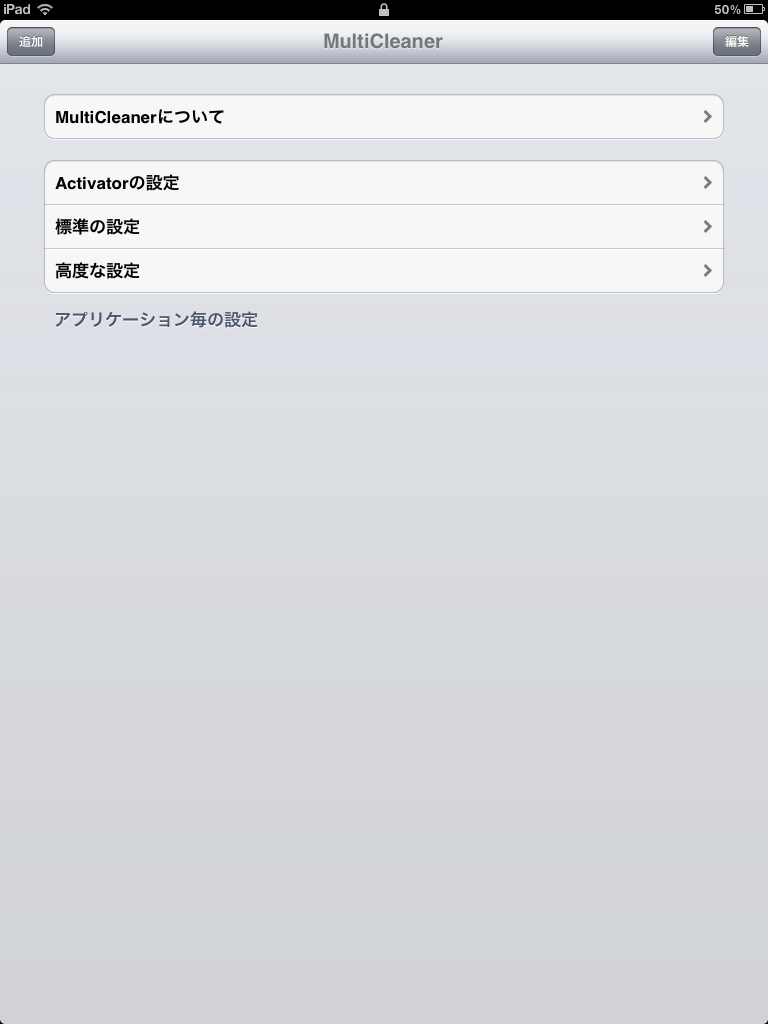 iPad 50%
追加 MultiCleaner 編集
MultiCleanerについて
Activatorの設定
標準の設定
高度な設定
アプリケーション毎の設定